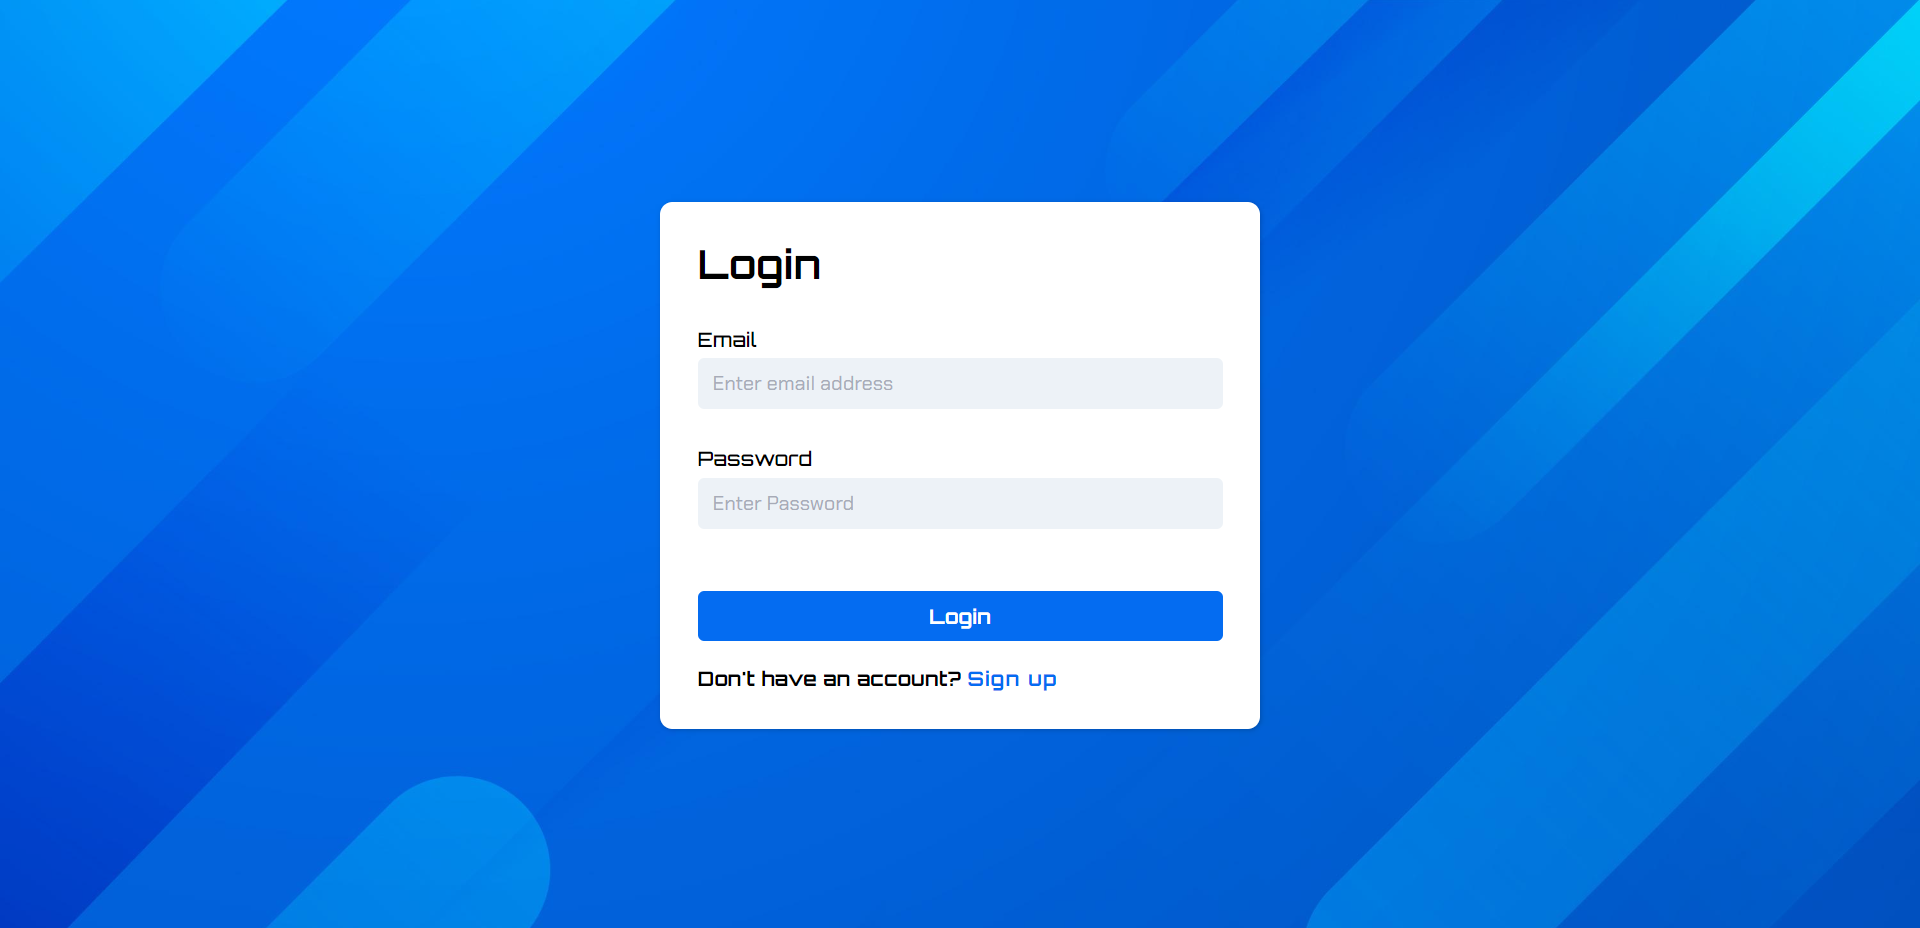 Login
Email
Enter email address
Password
Enter Password
Login
Don't have an account? Sign up